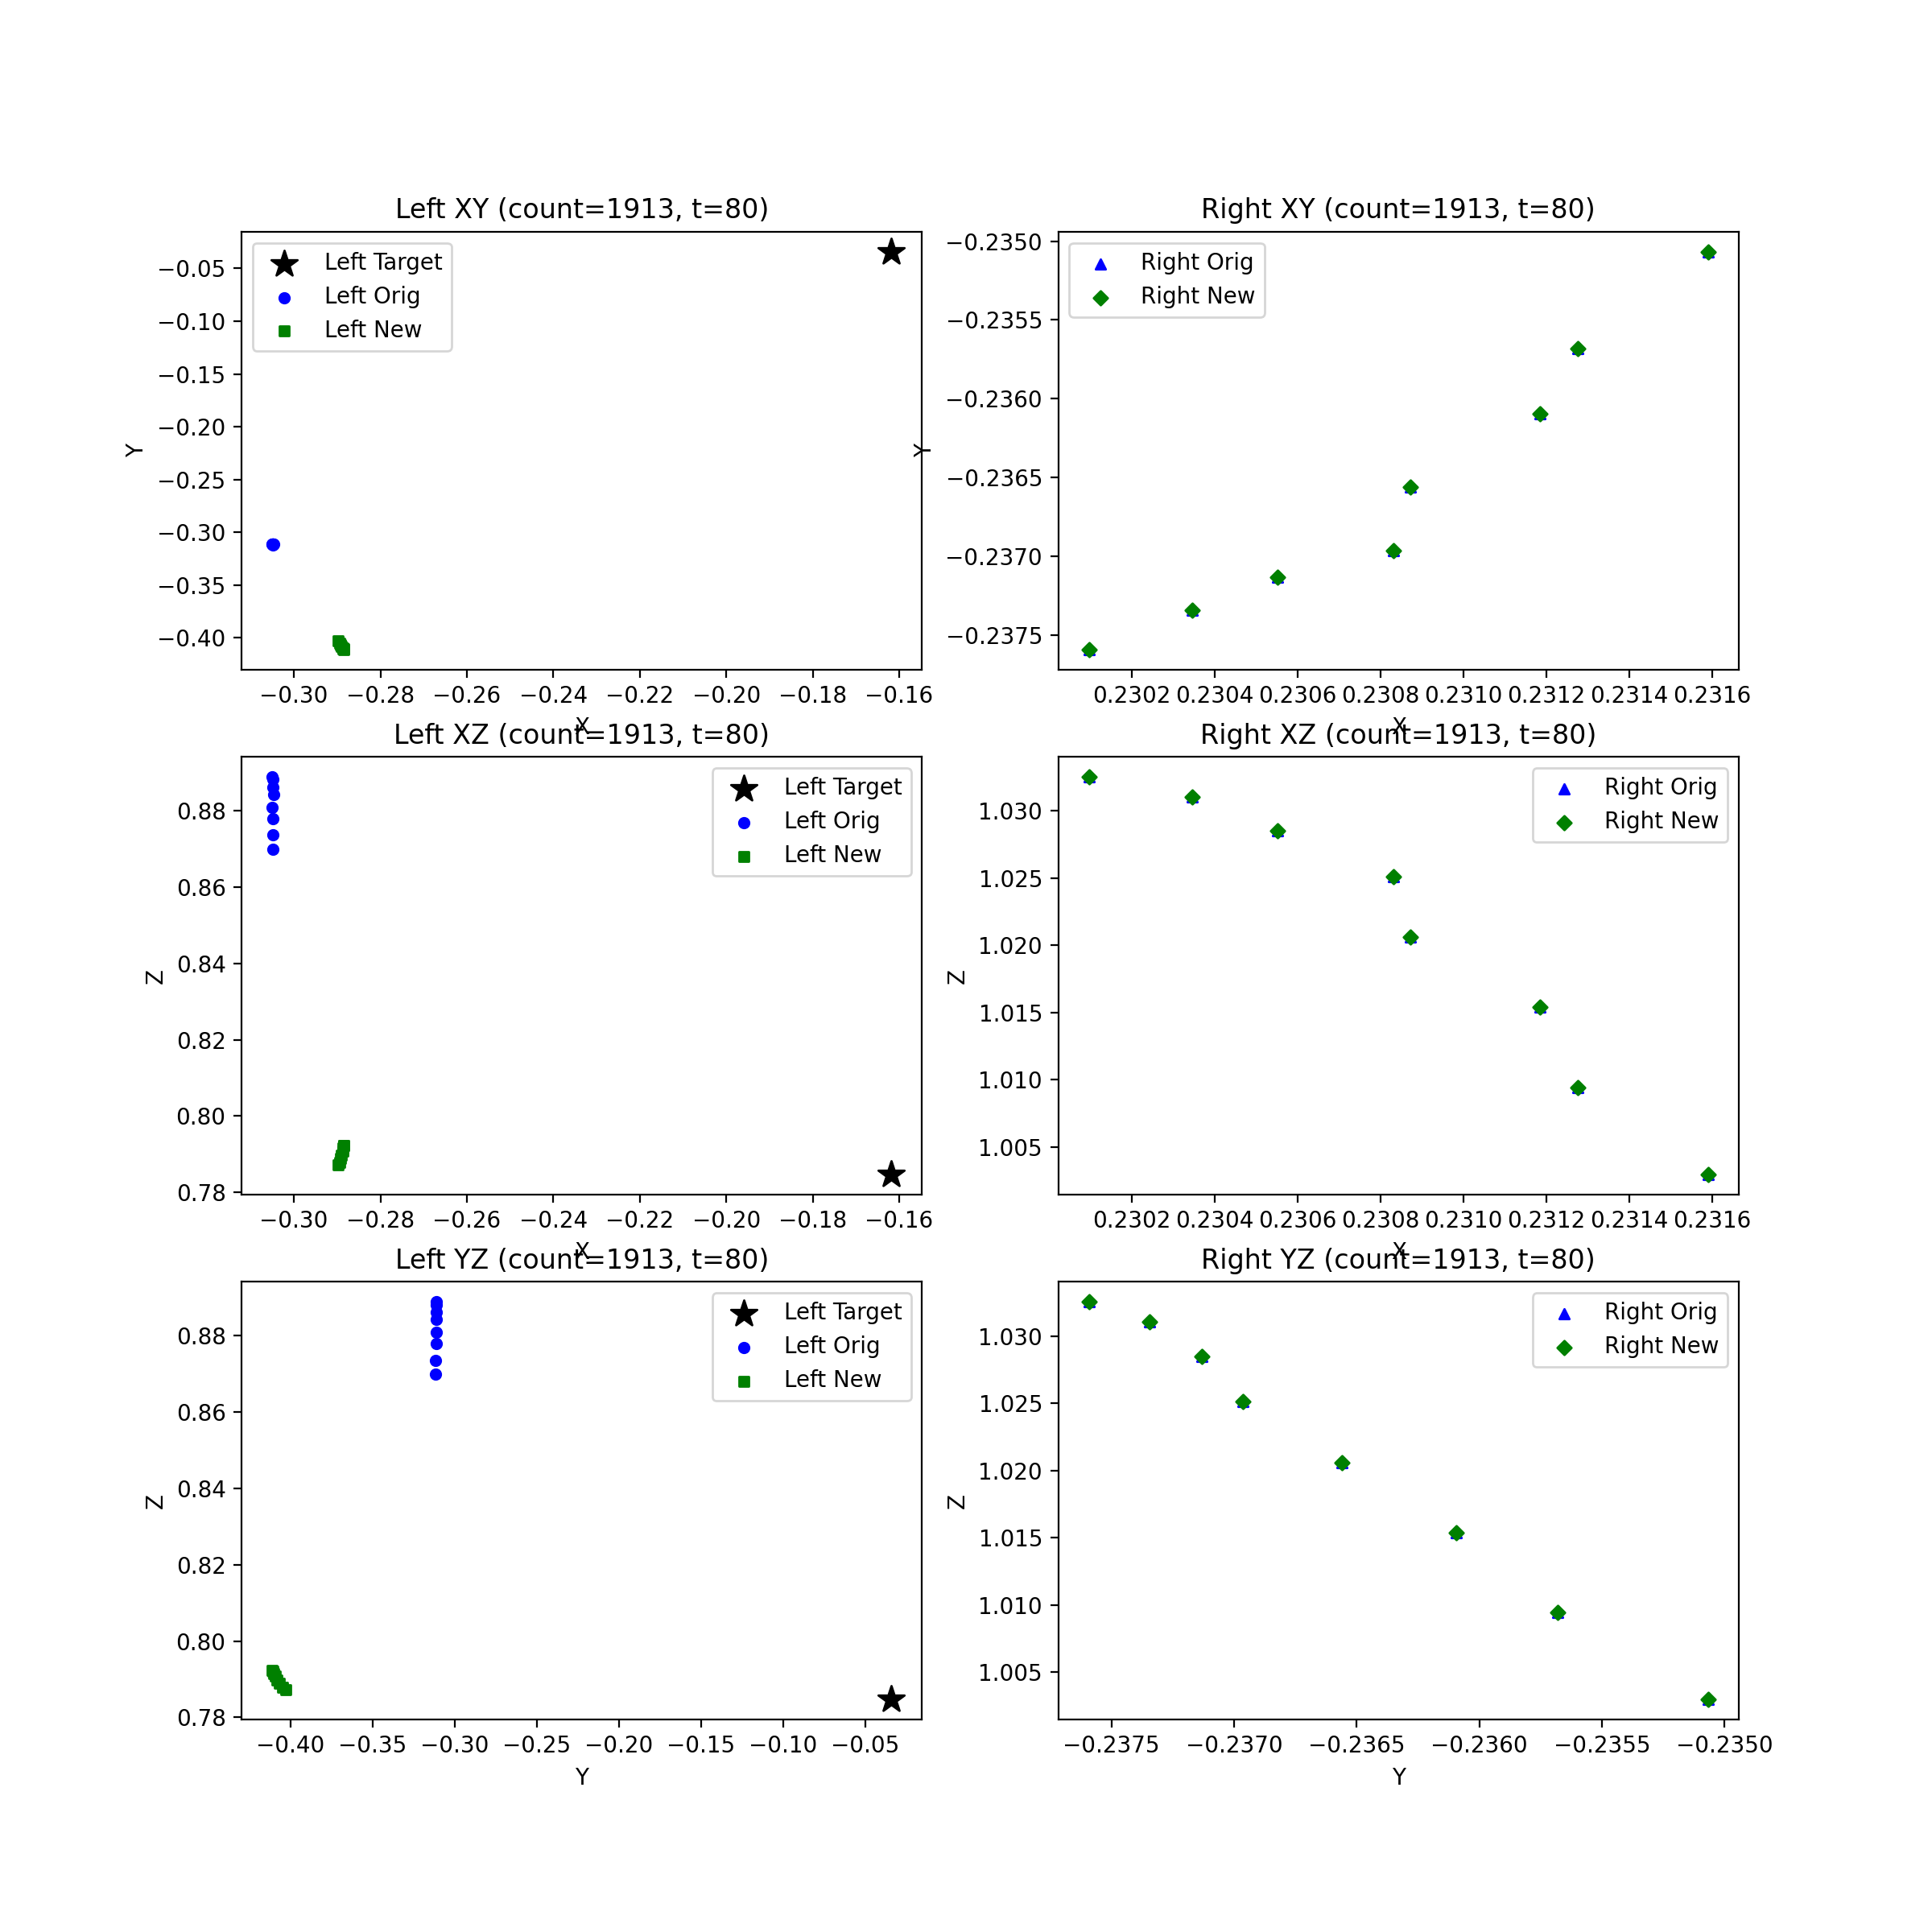 Left XY (count=1913, t=80)
Left Target
Left Orig
Left New
−0.05
−0.10
−0.15
−0.20
−0.25
−0.30
−0.35
−0.40
Y
−0.30 −0.28 −0.26 −0.24 −0.22 −0.20 −0.18 −0.16
X
Right XY (count=1913, t=80)
Right Orig
Right New
−0.2350
−0.2355
−0.2360
−0.2365
−0.2370
−0.2375
Y
0.2302 0.2304 0.2306 0.2308 0.2310 0.2312 0.2314 0.2316
X
Left XZ (count=1913, t=80)
Left Target
Left Orig
Left New
0.88
0.86
0.84
0.82
0.80
0.78
Z
−0.30 −0.28 −0.26 −0.24 −0.22 −0.20 −0.18 −0.16
X
Right XZ (count=1913, t=80)
Right Orig
Right New
1.030
1.025
1.020
1.015
1.010
1.005
Z
0.2302 0.2304 0.2306 0.2308 0.2310 0.2312 0.2314 0.2316
X
Left YZ (count=1913, t=80)
Left Target
Left Orig
Left New
0.88
0.86
0.84
0.82
0.80
0.78
Z
−0.40 −0.35 −0.30 −0.25 −0.20 −0.15 −0.10 −0.05
Y
Right YZ (count=1913, t=80)
Right Orig
Right New
1.030
1.025
1.020
1.015
1.010
1.005
Z
−0.2375 −0.2370 −0.2365 −0.2360 −0.2355 −0.2350
Y